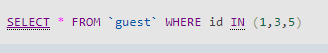 SELECT * FROM `guest` WHERE id IN (1,3,5)